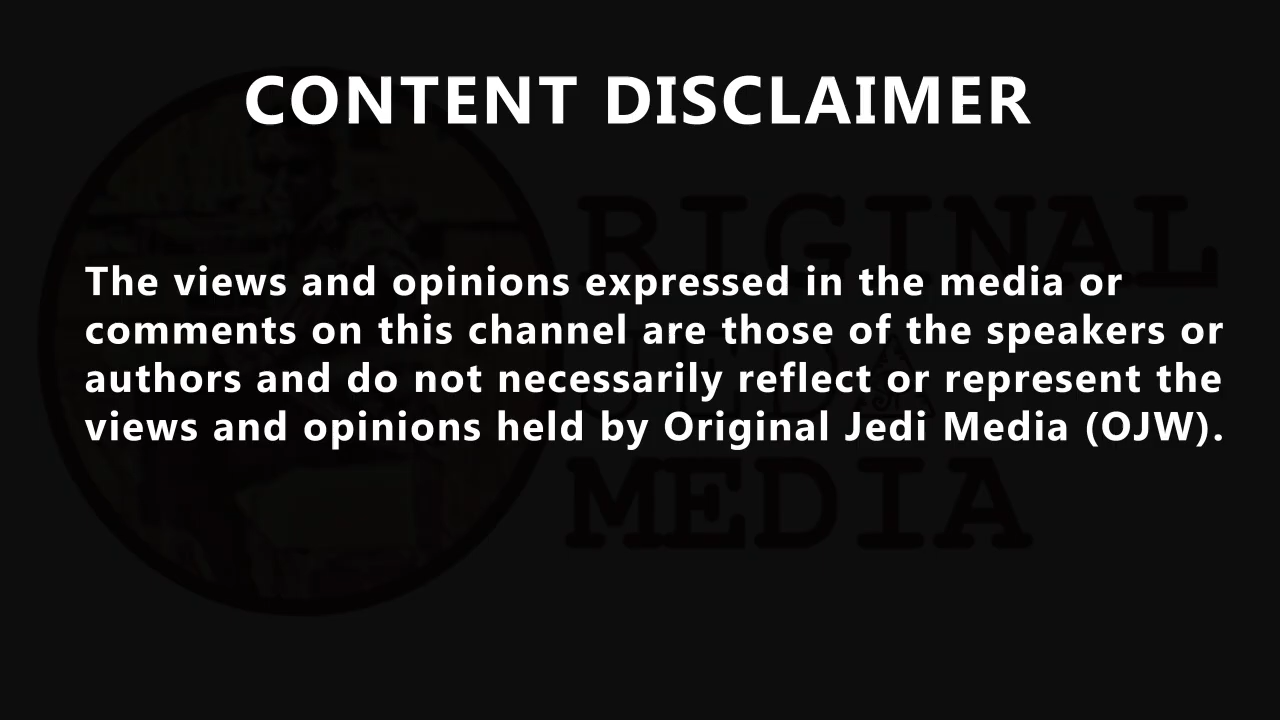 CONTENT DISCLAIMER
The views and opinions expressed in the media or
comments on this channel are those of the speakers or
authors and do not necessarily reflect or represent the
views and opinions held by Original Jedi Media (OJW).
RIGINAL
MEDIA